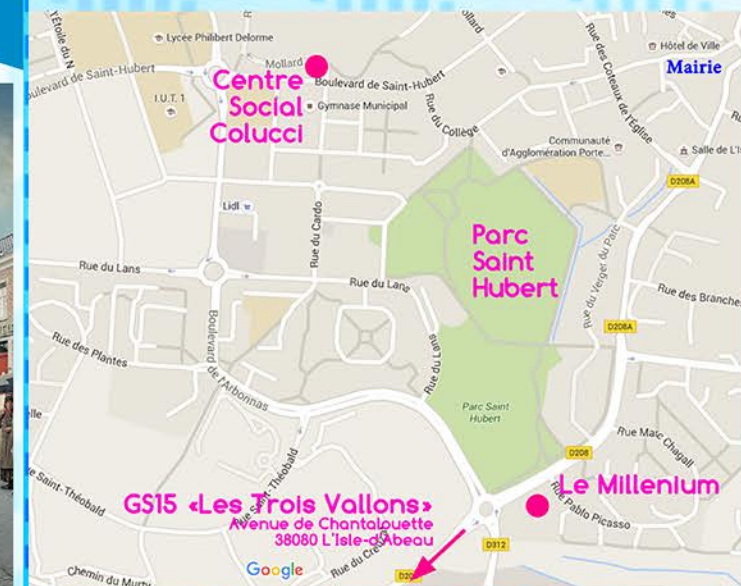 Lycée Philibert Delorme
Hôtel de Ville
Mairie
Mollard
Boulevard de Saint-Hubert
Centre
Social
Colucci
I.U.T. 1
Gymnase Municipal
Rue du Collège
Rue des Coteaux de l'Église
Communauté
d'Agglomération Porte...
Salle de L'Is
D208A
Lidl
Rue du Cardo
Parc
Saint
Hubert
Rue du Verger du Parc
Rue du Lans
Rue du Lans
Rue des Branche
D208A
Rue des Plantes
Boulevard de l'Arbonnas
Rue du Lans
Parc Saint
Hubert
Rue Marc Chagall
D208
Le Millenium
Rue Pablo Picasso
GS15 «Les Trois Vallons»
Avenue de Chantalouette
38080 L'Isle-d'Abeau
D312
Google
Chemin du Murty